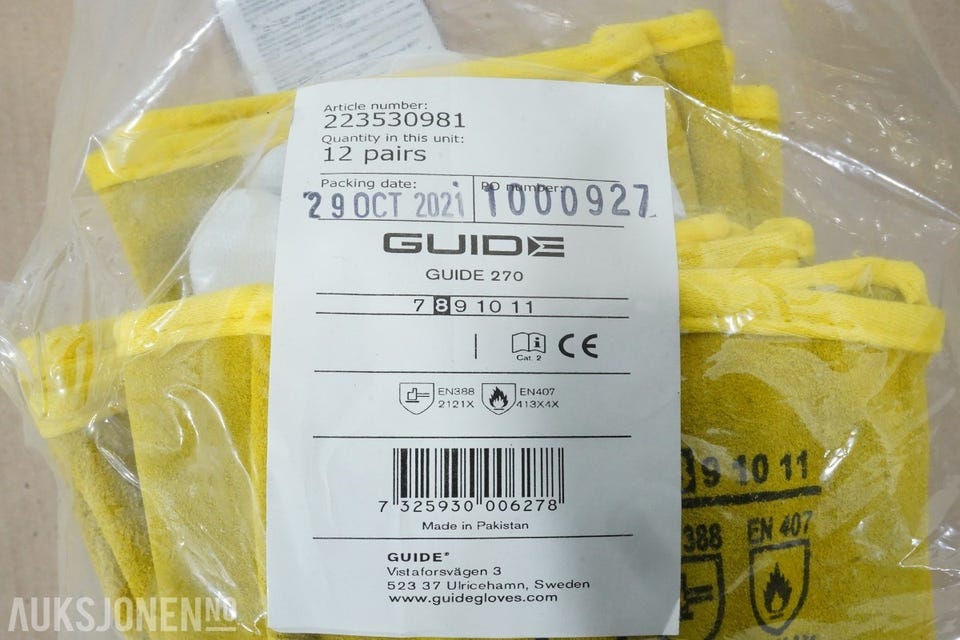 Article number:
223530981
Quantity in this unit:
12 pairs
Packing date:
29 OCT 2021
PO number:
1000927
GUIDE
GUIDE 270
7 8 9 10 11
Cat. 2
CE
EN388
2121X
EN407
413X4X
7 325930 006278
Made in Pakistan
GUIDE®
Vistaforsvägen 3
523 37 Ulricehamn, Sweden
www.guidegloves.com
9 10 11
388
EN 407
AUKSJONEN.NO